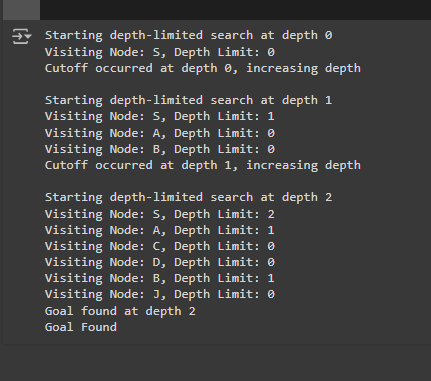 Starting depth-limited search at depth 0
Visiting Node: S, Depth Limit: 0
Cutoff occurred at depth 0, increasing depth

Starting depth-limited search at depth 1
Visiting Node: S, Depth Limit: 1
Visiting Node: A, Depth Limit: 0
Visiting Node: B, Depth Limit: 0
Cutoff occurred at depth 1, increasing depth

Starting depth-limited search at depth 2
Visiting Node: S, Depth Limit: 2
Visiting Node: A, Depth Limit: 1
Visiting Node: C, Depth Limit: 0
Visiting Node: D, Depth Limit: 0
Visiting Node: B, Depth Limit: 1
Visiting Node: J, Depth Limit: 0
Goal found at depth 2
Goal Found